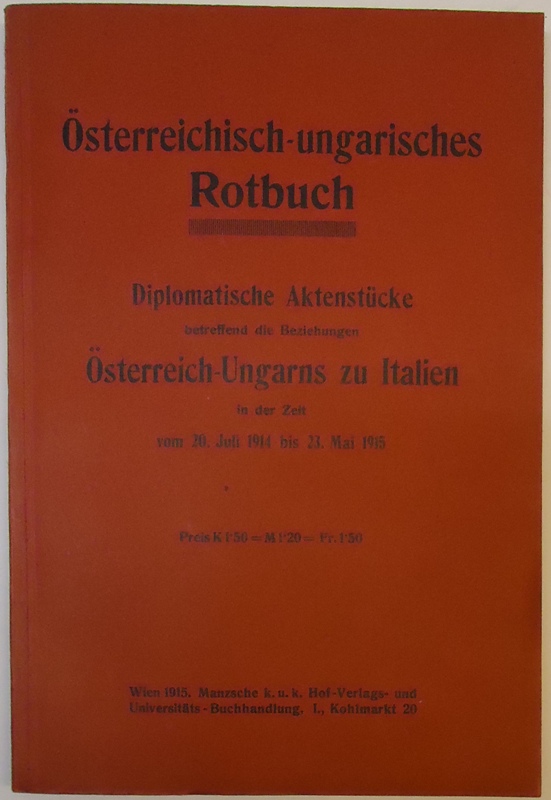 Österreichisch-ungarisches
Rotbuch
Diplomatische Aktenstücke
betreffend die Beziehungen
Österreich-Ungarns zu Italien
in der Zeit
vom 20. Juli 1914 bis 23. Mai 1915
Preis K 1'50 = M 1'20 = Fr. 1'50
Wien 1915. Manzsche k. u. k. Hof-Verlags- und
Universitäts-Buchhandlung. I., Kohlmarkt 20